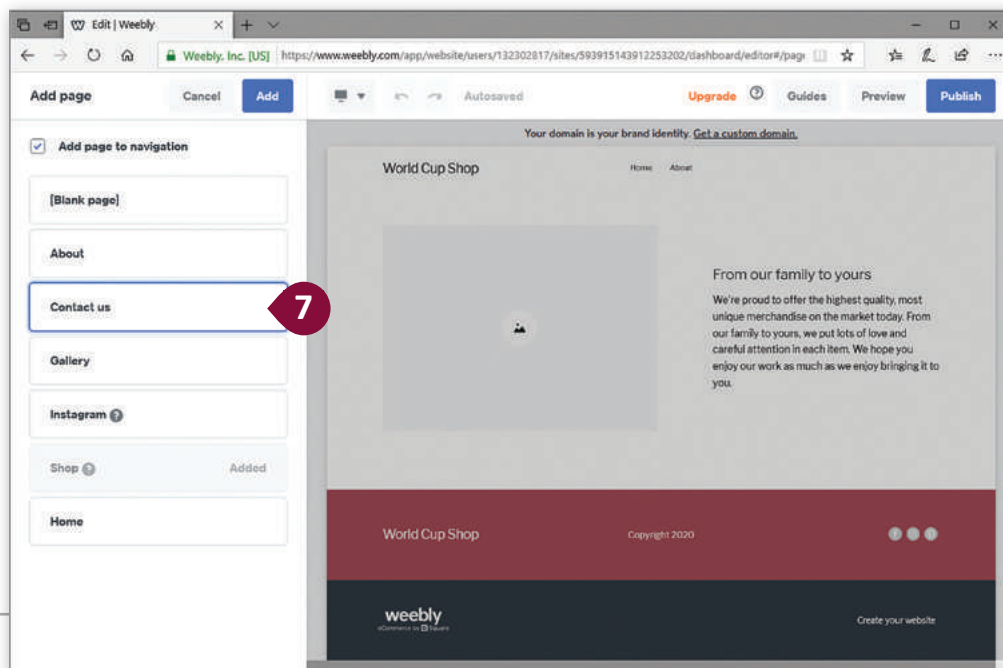 Edit | Weebly
Weebly, Inc. [US]
https://www.weebly.com/app/website/users/132302817/sites/593915143912253202/dashboard/editor#/page
Add page
Cancel
Add
Autosaved
Upgrade
Guides
Preview
Publish
Add page to navigation
[Blank page]
About
Contact us
7
Gallery
Instagram
Shop
Added
Home
Your domain is your brand identity. Get a custom domain.
World Cup Shop
Home
About
From our family to yours
We're proud to offer the highest quality, most
unique merchandise on the market today. From
our family to yours, we put lots of love and
careful attention in each item. We hope you
enjoy our work as much as we enjoy bringing it to
you.
World Cup Shop
Copyright 2020
weebly
eCommerce by Square
Create your website